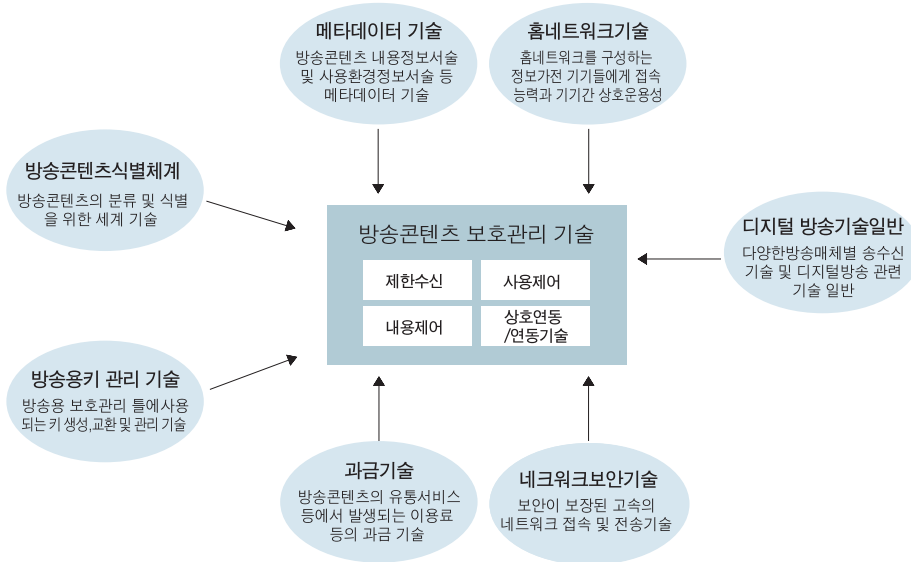 메타데이터 기술
방송콘텐츠 내용정보서술
및 사용환경정보서술 등
메타데이터 기술
홈네트워크기술
홈네트워크를 구성하는
정보가전 기기들에게 접속
능력과 기기간 상호운용성
방송콘텐츠식별체계
방송콘텐츠의 분류 및 식별
을 위한 세계 기술
방송콘텐츠 보호관리 기술
제한수신
사용제어
내용제어
상호연동
/연동기술
디지털 방송기술일반
다양한방송매체별 송수신
기술 및 디지털방송 관련
기술 일반
방송용키 관리 기술
방송용 보호관리 틀에사용
되는 키 생성,교환 및 관리 기술
과금기술
방송콘텐츠의 유통서비스
등에서 발생되는 이용료
등의 과금 기술
네크워크보안기술
보안이 보장된 고속의
네트워크 접속 및 전송기술